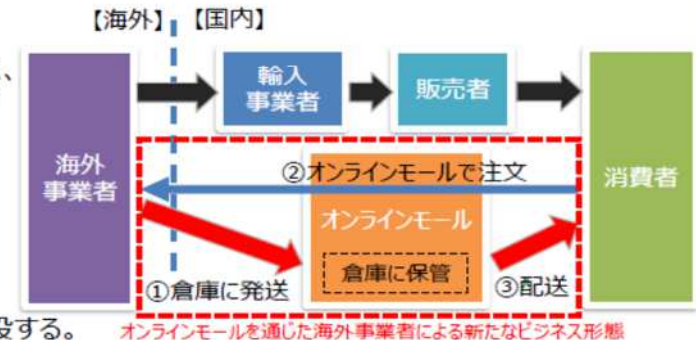 【海外】【国内】
、
輸入
事業者
販売者
海外
事業者
②オンラインモールで注文
消費者
オンラインモール
倉庫に保管
①倉庫に発送
③配送
設する。
オンラインモールを通じた海外事業者による新たなビジネス形態